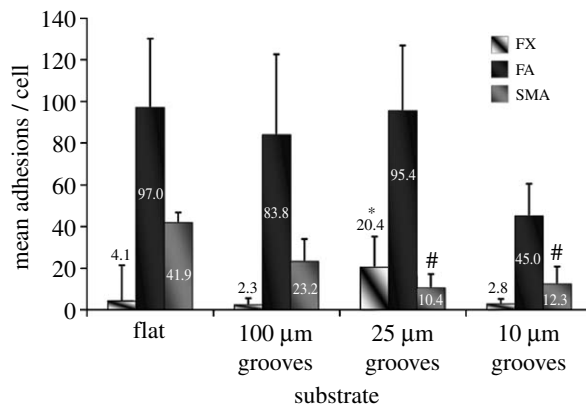 140
120
100
80
60
40
20
0
mean adhesions / cell
FX
FA
SMA
4.1
97.0
41.9
2.3
83.8
23.2
*
20.4
95.4
#
10.4
2.8
45.0
#
12.3
flat
100 μm
grooves
25 μm
grooves
10 μm
grooves
substrate